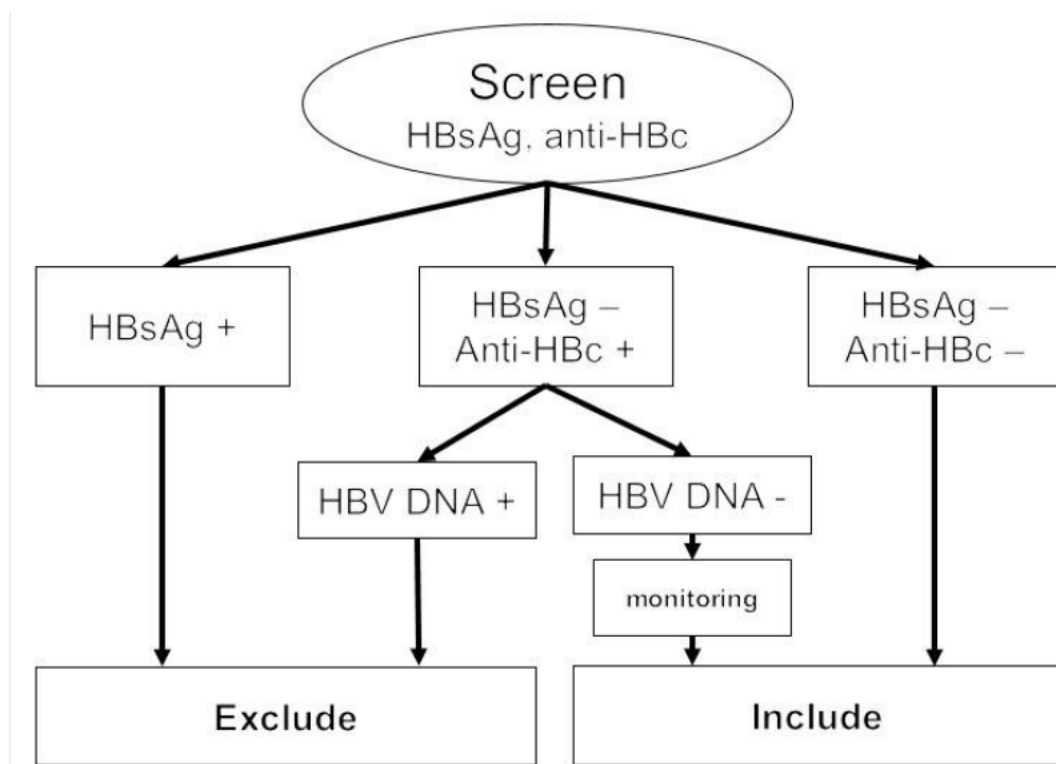 Screen
HBsAg, anti-HBc
HBsAg +
HBsAg –
Anti-HBc +
HBsAg –
Anti-HBc –
HBV DNA +
HBV DNA -
monitoring
Exclude
Include